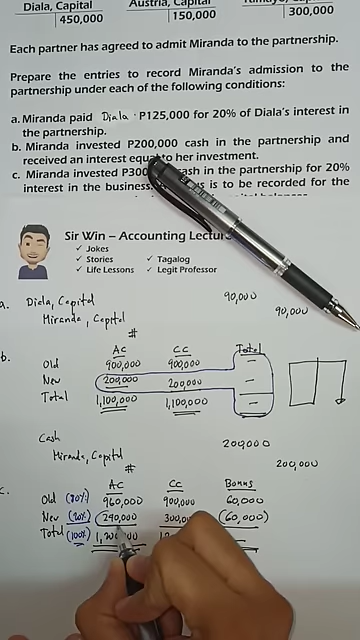 Diala, Capital Austria, Capital Capital
450,000 150,000 300,000
Each partner has agreed to admit Miranda to the partnership.
Prepare the entries to record Miranda's admission to the
partnership under each of the following conditions:
a. Miranda paid Diala P125,000 for 20% of Diala's interest in
the partnership.
b. Miranda invested P200,000 cash in the partnership and
received an interest equal to her investment.
c. Miranda invested P300 cash in the partnership for 20%
interest in the business. is to be recorded for the
Sir Win – Accounting Lectur
✓ Jokes
✓ Stories ✓ Tagalog
✓ Life Lessons ✓ Legit Professor
a. Diala, Capital 90,000
Miranda, Capital 90,000
#
b. AC CC Total
Old 900,000 900,000 —
New 200,000 200,000 —
Total 1,100,000 1,100,000 —
Cash 200,000
Miranda, Capital 200,000
#
c. AC CC Bonus
Old (80%) 960,000 900,000 60,000
New (20%) 240,000 300,0 (60,000)
Total (100%)